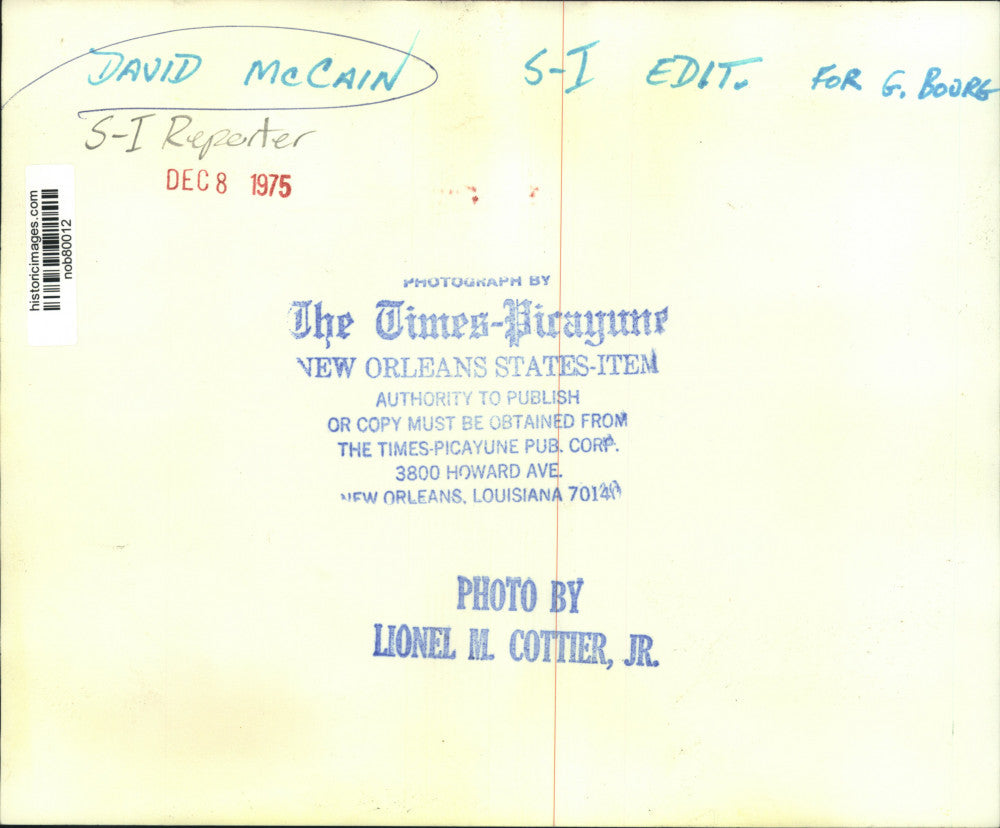 DAVID McCAIN S-I EDIT. FOR G. BOURG
S-I Reporter
DEC 8 1975
historicimages.com
nob80012
PHOTOGRAPH BY
The Times-Picayune
NEW ORLEANS STATES-ITEM
AUTHORITY TO PUBLISH
OR COPY MUST BE OBTAINED FROM
THE TIMES-PICAYUNE PUB. CORP.
3800 HOWARD AVE.
NEW ORLEANS, LOUISIANA 70140
PHOTO BY
LIONEL M. COTTIER, JR.